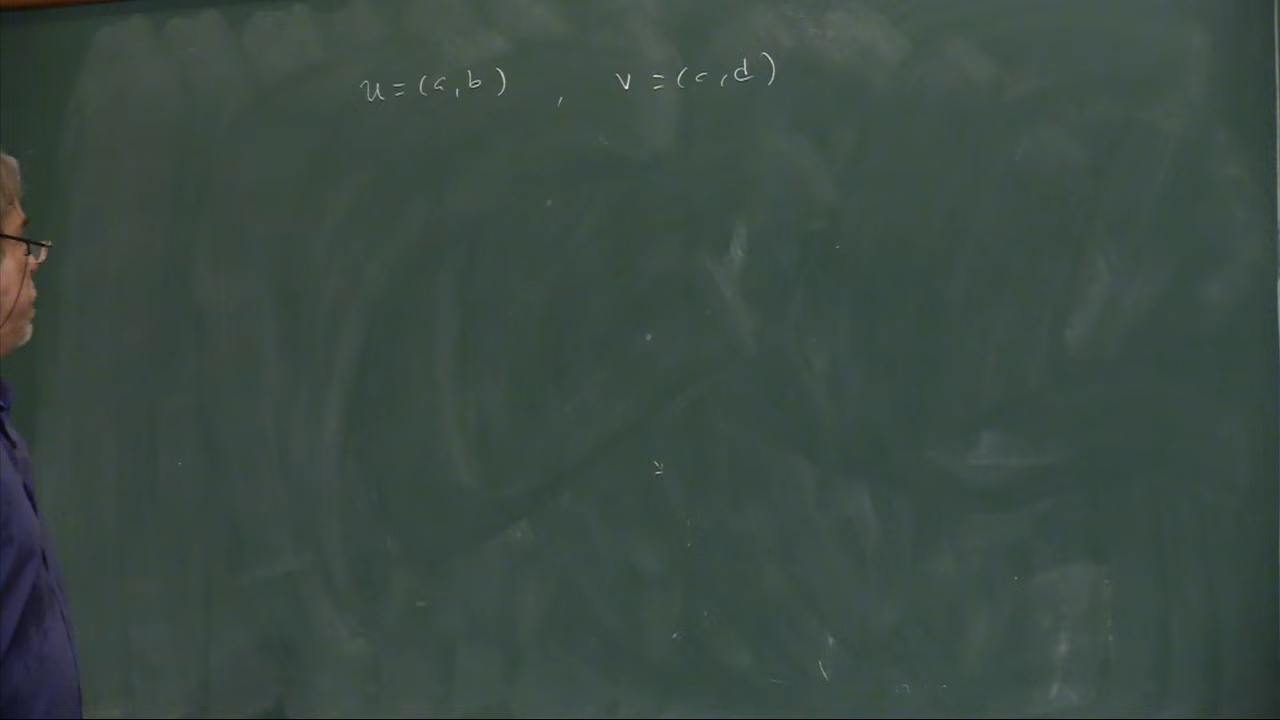 u = (a, b) , v = (c, d)